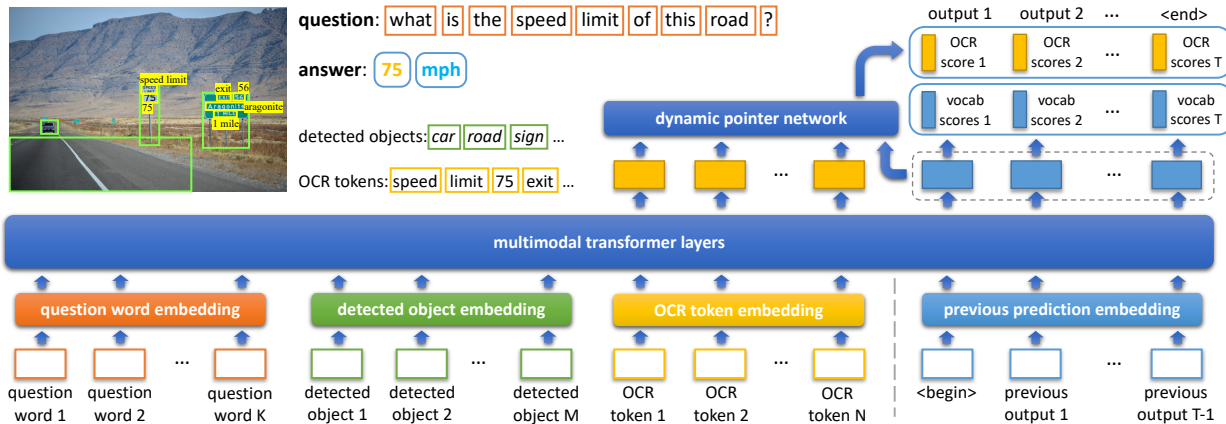 question: what is the speed limit of this road ?
answer: 75 mph
detected objects: car road sign ...
OCR tokens: speed limit 75 exit ...
speed limit
75
75
exit 56
Aragonite
aragonite
1 mile
output 1 output 2 ... <end>
OCR score 1
OCR scores 2
...
OCR scores T
vocab scores 1
vocab scores 2
...
vocab scores T
dynamic pointer network
...
...
multimodal transformer layers
question word embedding
detected object embedding
OCR token embedding
previous prediction embedding
... ... ... ...
question word 1
question word 2
question word K
detected object 1
detected object 2
detected object M
OCR token 1
OCR token 2
OCR token N
<begin>
previous output 1
previous output T-1